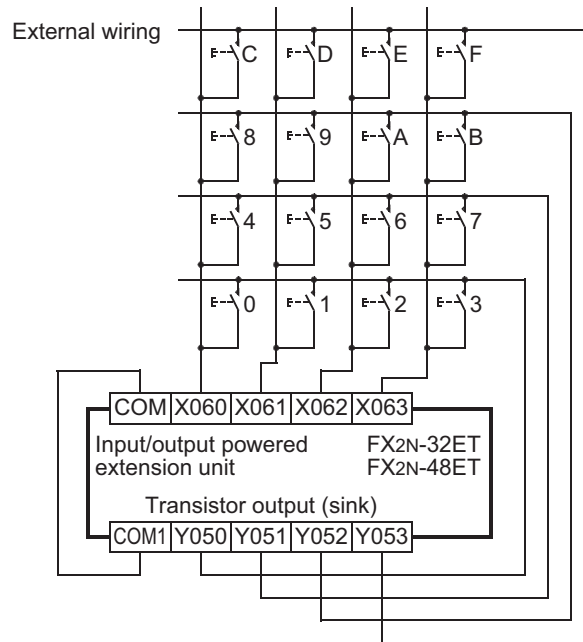 External wiring
C D E F
8 9 A B
4 5 6 7
0 1 2 3
COM X060 X061 X062 X063
Input/output powered FX2N-32ET
extension unit FX2N-48ET
Transistor output (sink)
COM1 Y050 Y051 Y052 Y053